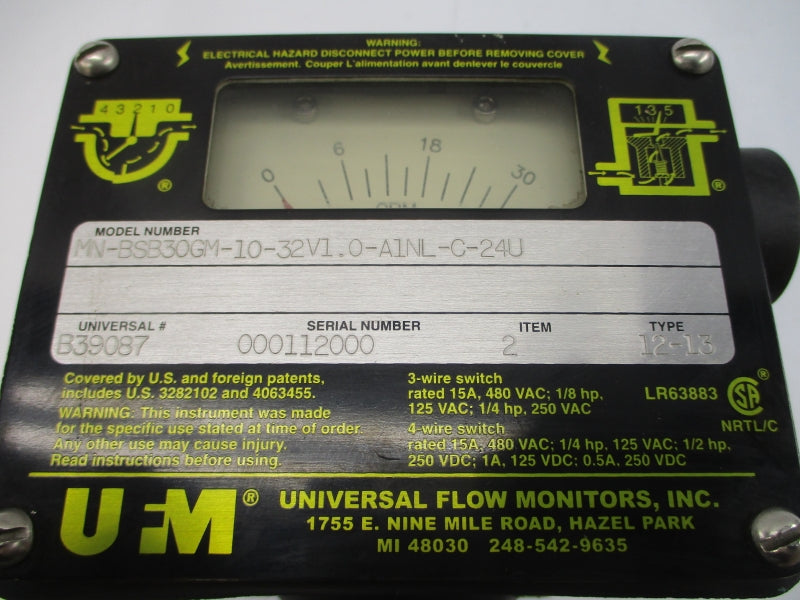 WARNING:
ELECTRICAL HAZARD DISCONNECT POWER BEFORE REMOVING COVER
Avertissement. Couper L'alimentation avant denlever le couvercle
4 3 2 1 0
®
0 6 18 30
1 3 5
®
MODEL NUMBER
MN-BSB30GM-10-32V1.0-A1NL-C-24U
UNIVERSAL # SERIAL NUMBER ITEM TYPE
B39087 000112000 2 12-13
Covered by U.S. and foreign patents,
includes U.S. 3282102 and 4063455.
WARNING: This instrument was made
for the specific use stated at time of order.
Any other use may cause injury.
Read instructions before using.
3-wire switch
rated 15A, 480 VAC; 1/8 hp,
125 VAC; 1/4 hp, 250 VAC
4-wire switch
rated 15A, 480 VAC; 1/4 hp, 125 VAC; 1/2 hp,
250 VDC; 1A, 125 VDC; 0.5A, 250 VDC
LR63883 SA ®
NRTL/C
UFM ® UNIVERSAL FLOW MONITORS, INC.
1755 E. NINE MILE ROAD, HAZEL PARK
MI 48030 248-542-9635